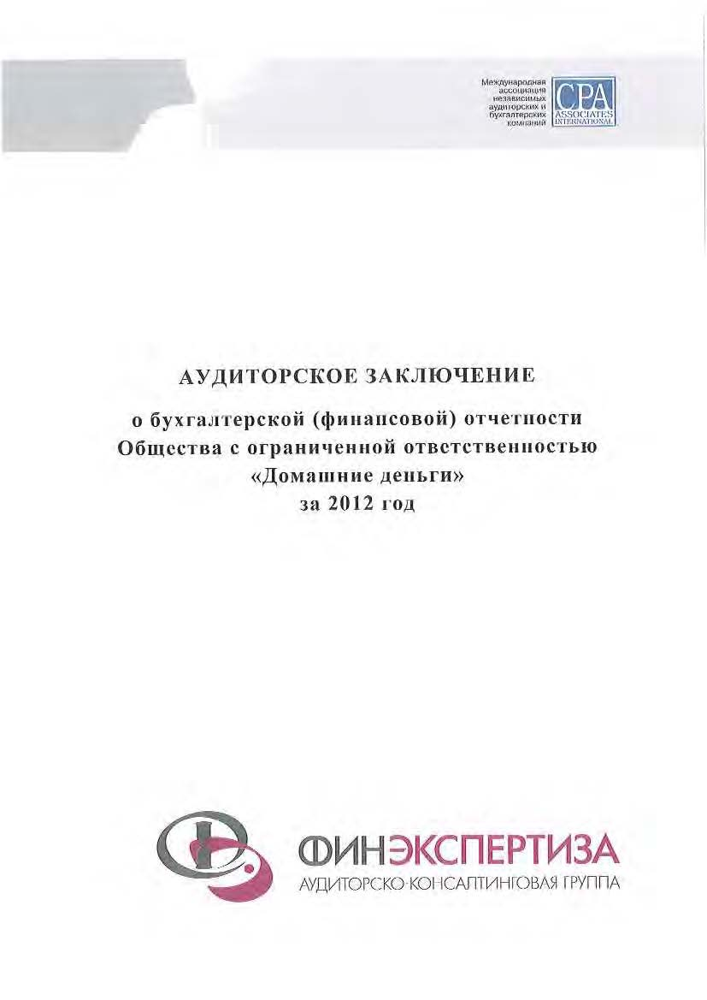 Международная
ассоциация
независимых
аудиторских и
бухгалтерских
компаний
CPA
ASSOCIATES
INTERNATIONAL
АУДИТОРСКОЕ ЗАКЛЮЧЕНИЕ
о бухгалтерской (финансовой) отчетности
Общества с ограниченной ответственностью
«Домашние деньги»
за 2012 год
ФИНЭКСПЕРТИЗА
АУДИТОРСКО-КОНСАЛТИНГОВАЯ ГРУППА